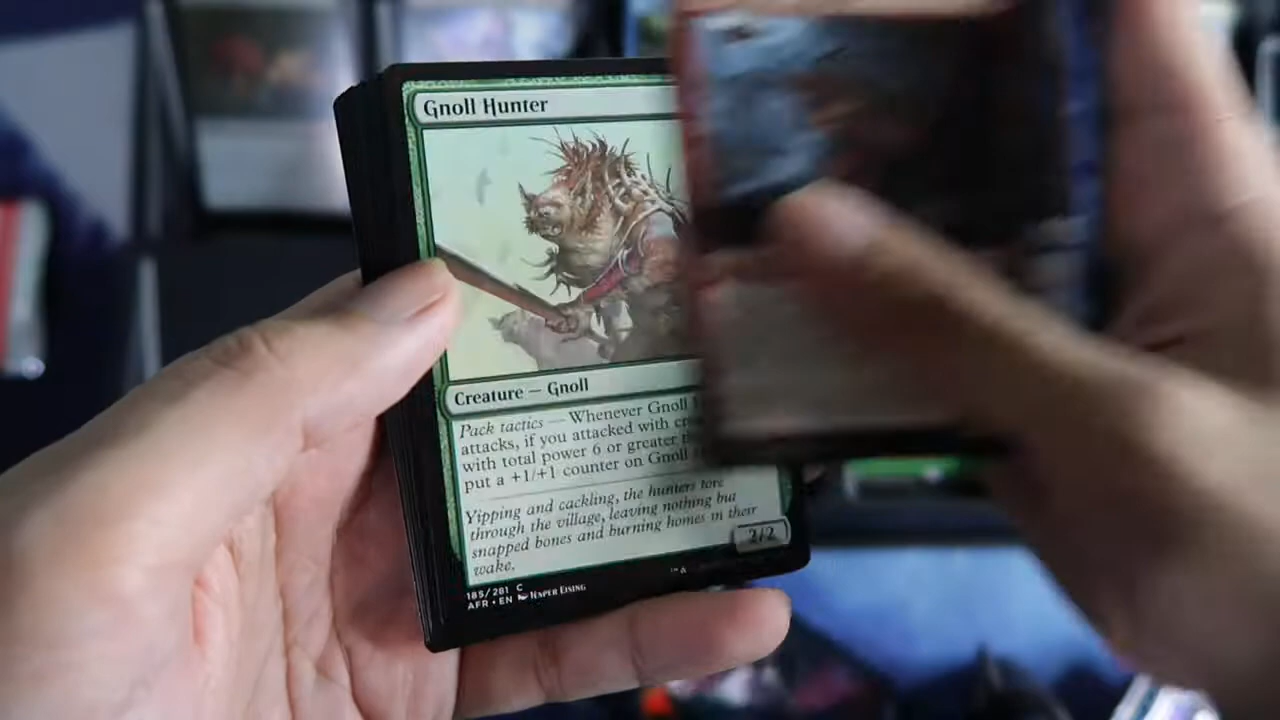 Gnoll Hunter
Creature — Gnoll
Pack tactics — Whenever Gnoll
attacks, if you attacked with
with total power 6 or greater
put a +1/+1 counter on Gnoll
Yipping and cackling, the hunters tore
through the village, leaving nothing but
snapped bones and burning homes in their
wake.
2/2
185/281 C
AFR • EN Kaper Eising